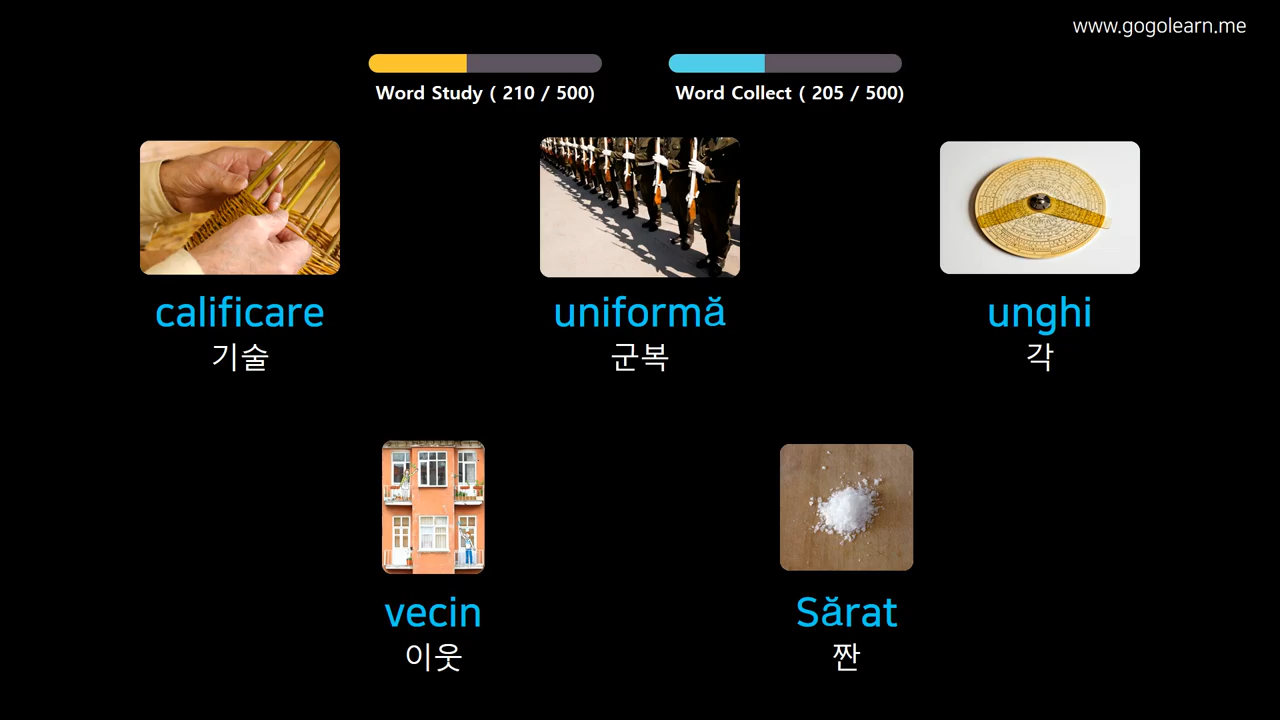 www.gogolearn.me
Word Study ( 210 / 500)
Word Collect ( 205 / 500)
calificare
기술
uniformă
군복
unghi
각
vecin
이웃
Sărat
짠